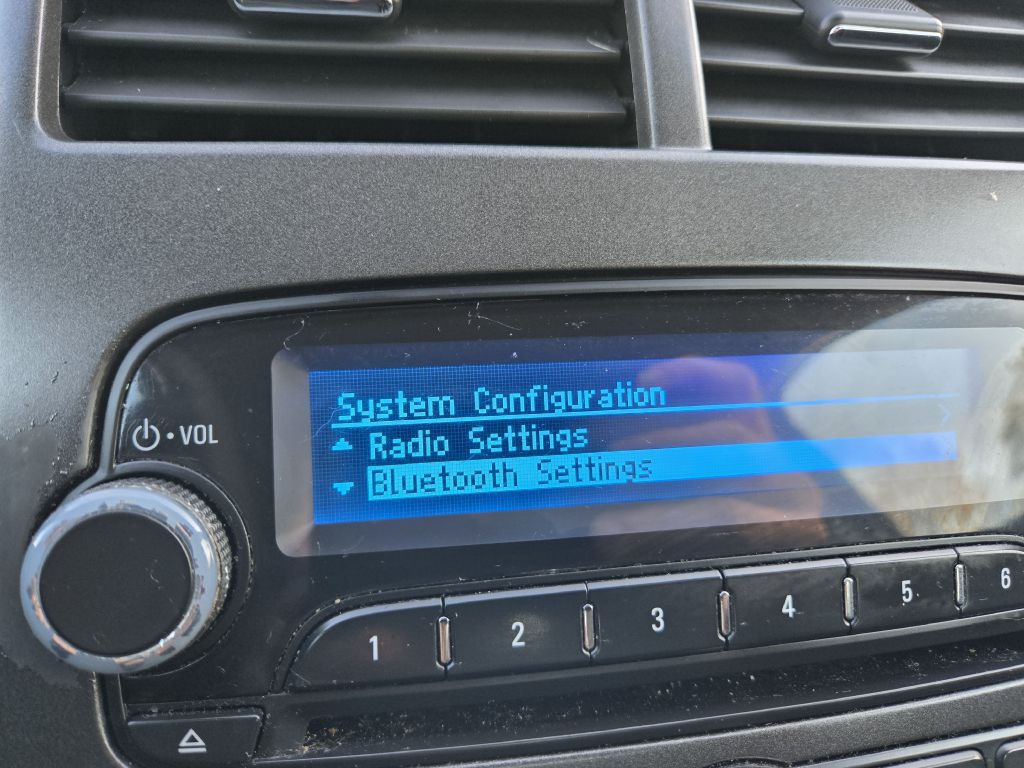 System Configuration
Radio Settings
Bluetooth Settings
VOL
1 2 3 4 5 6